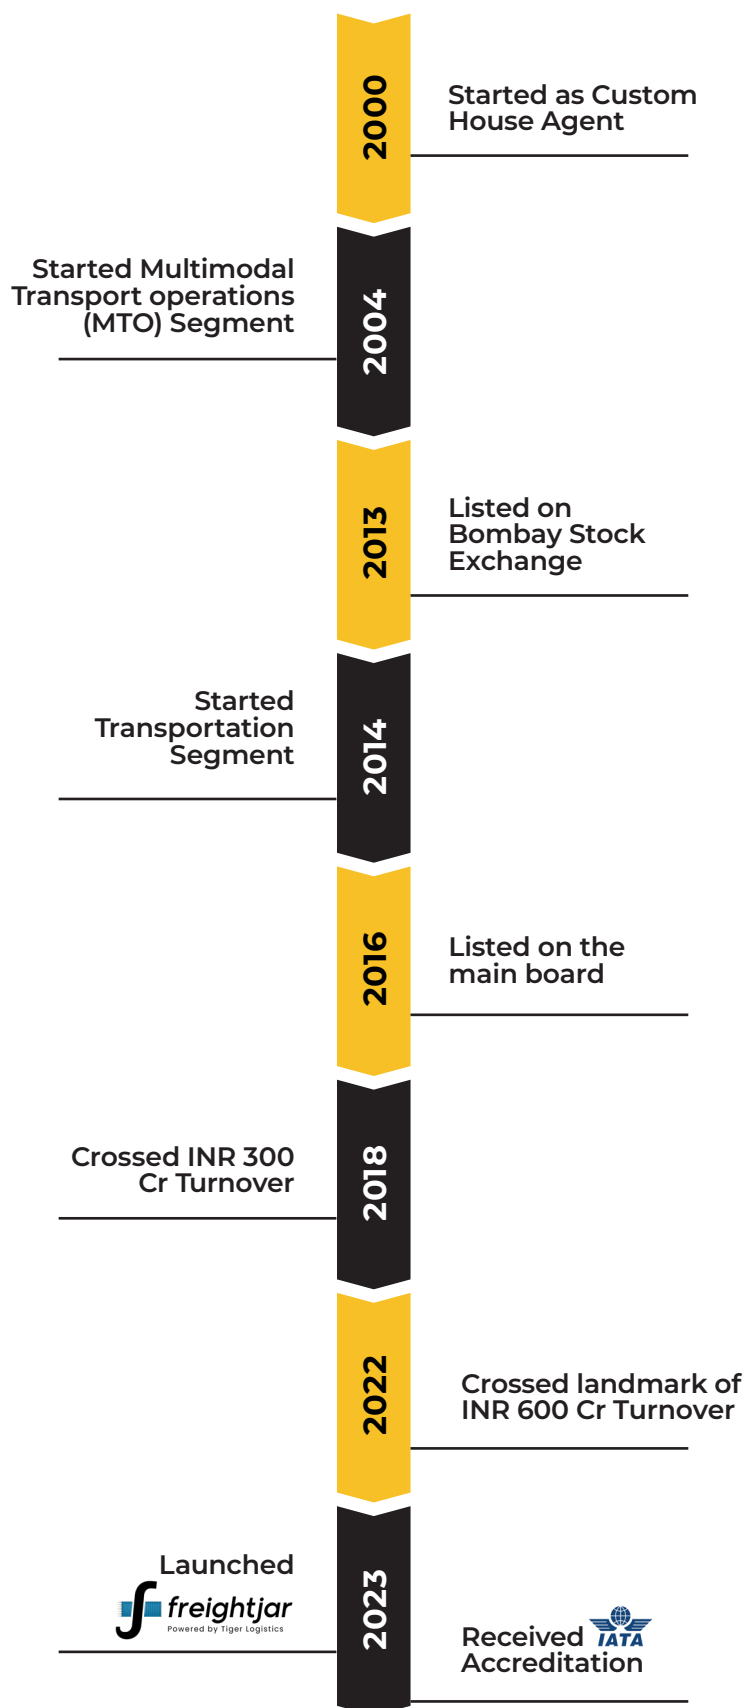 2000
Started as Custom
House Agent
Started Multimodal
Transport operations
(MTO) Segment
2004
2013
Listed on
Bombay Stock
Exchange
Started
Transportation
Segment
2014
2016
Listed on the
main board
Crossed INR 300
Cr Turnover
2018
2022
Crossed landmark of
INR 600 Cr Turnover
Launched
freightjar
Powered by Tiger Logistics
2023
Received IATA
Accreditation